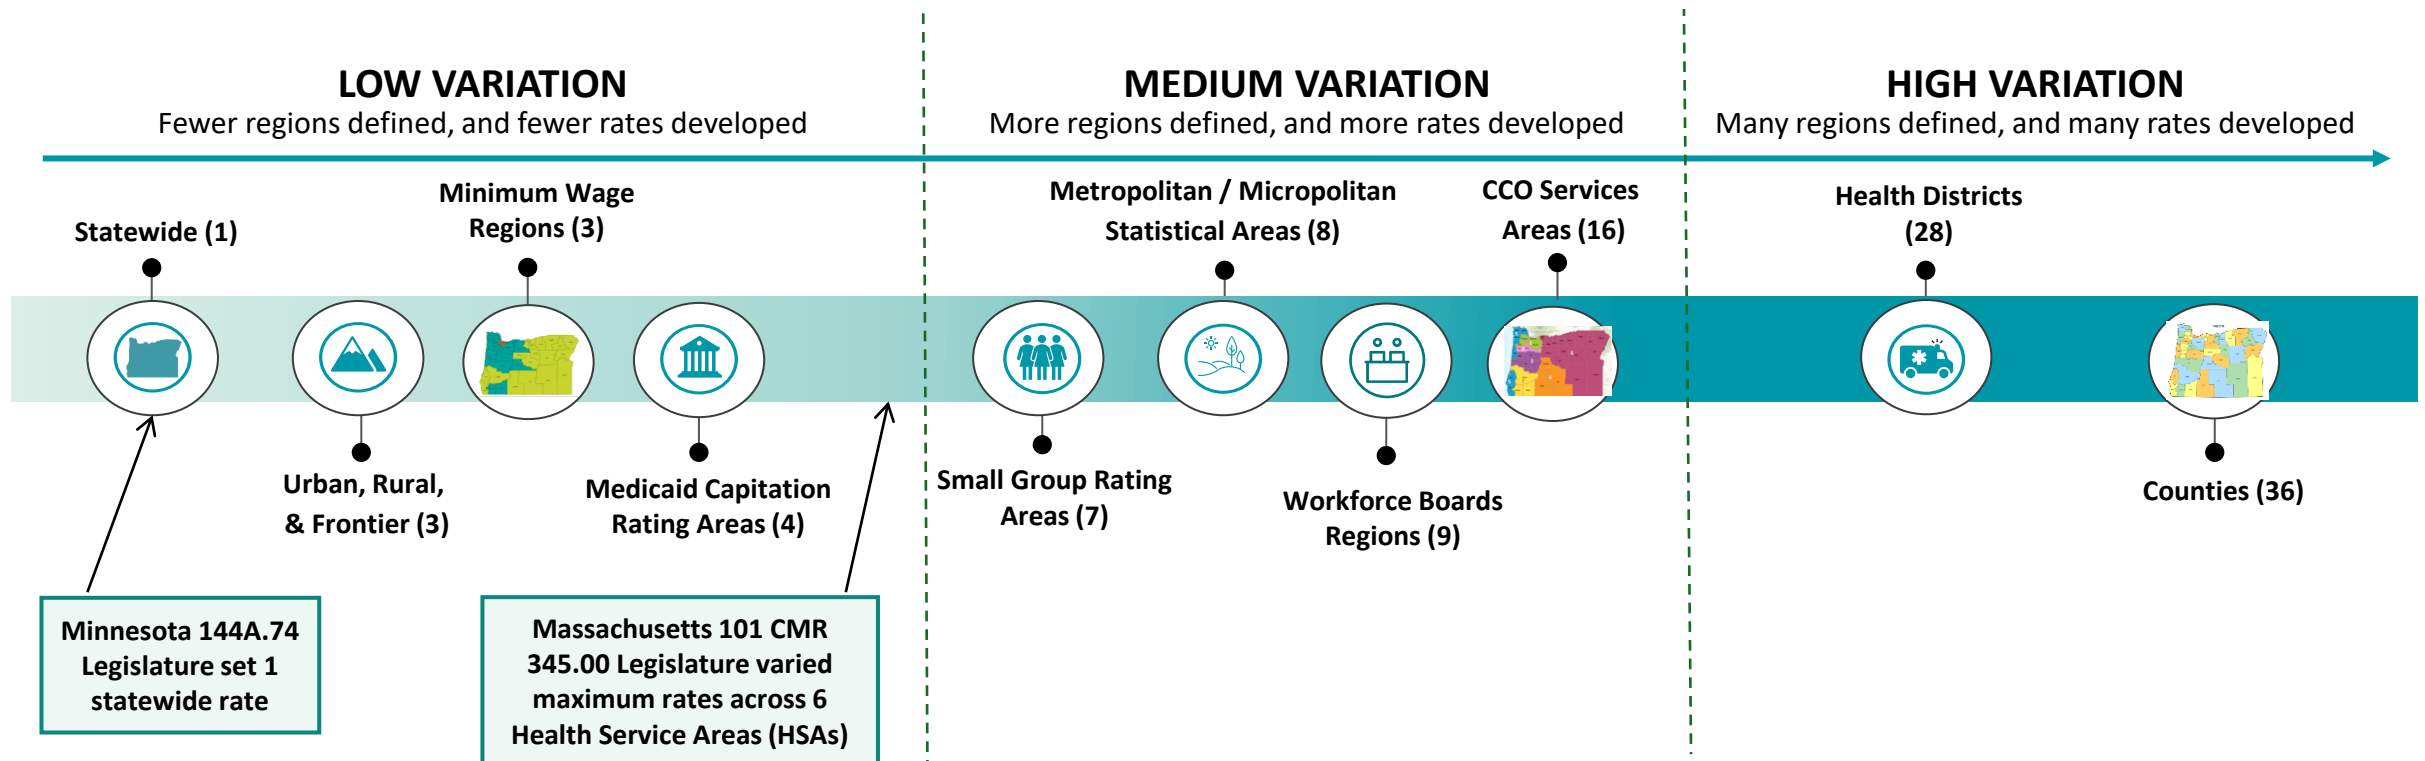 LOW VARIATION
Fewer regions defined, and fewer rates developed
MEDIUM VARIATION
More regions defined, and more rates developed
HIGH VARIATION
Many regions defined, and many rates developed
Statewide (1)
Minimum Wage
Regions (3)
Metropolitan / Micropolitan
Statistical Areas (8)
CCO Services
Areas (16)
Health Districts
(28)
Urban, Rural,
& Frontier (3)
Medicaid Capitation
Rating Areas (4)
Small Group Rating
Areas (7)
Workforce Boards
Regions (9)
Counties (36)
Minnesota 144A.74
Legislature set 1
statewide rate
Massachusetts 101 CMR
345.00 Legislature varied
maximum rates across 6
Health Service Areas (HSAs)